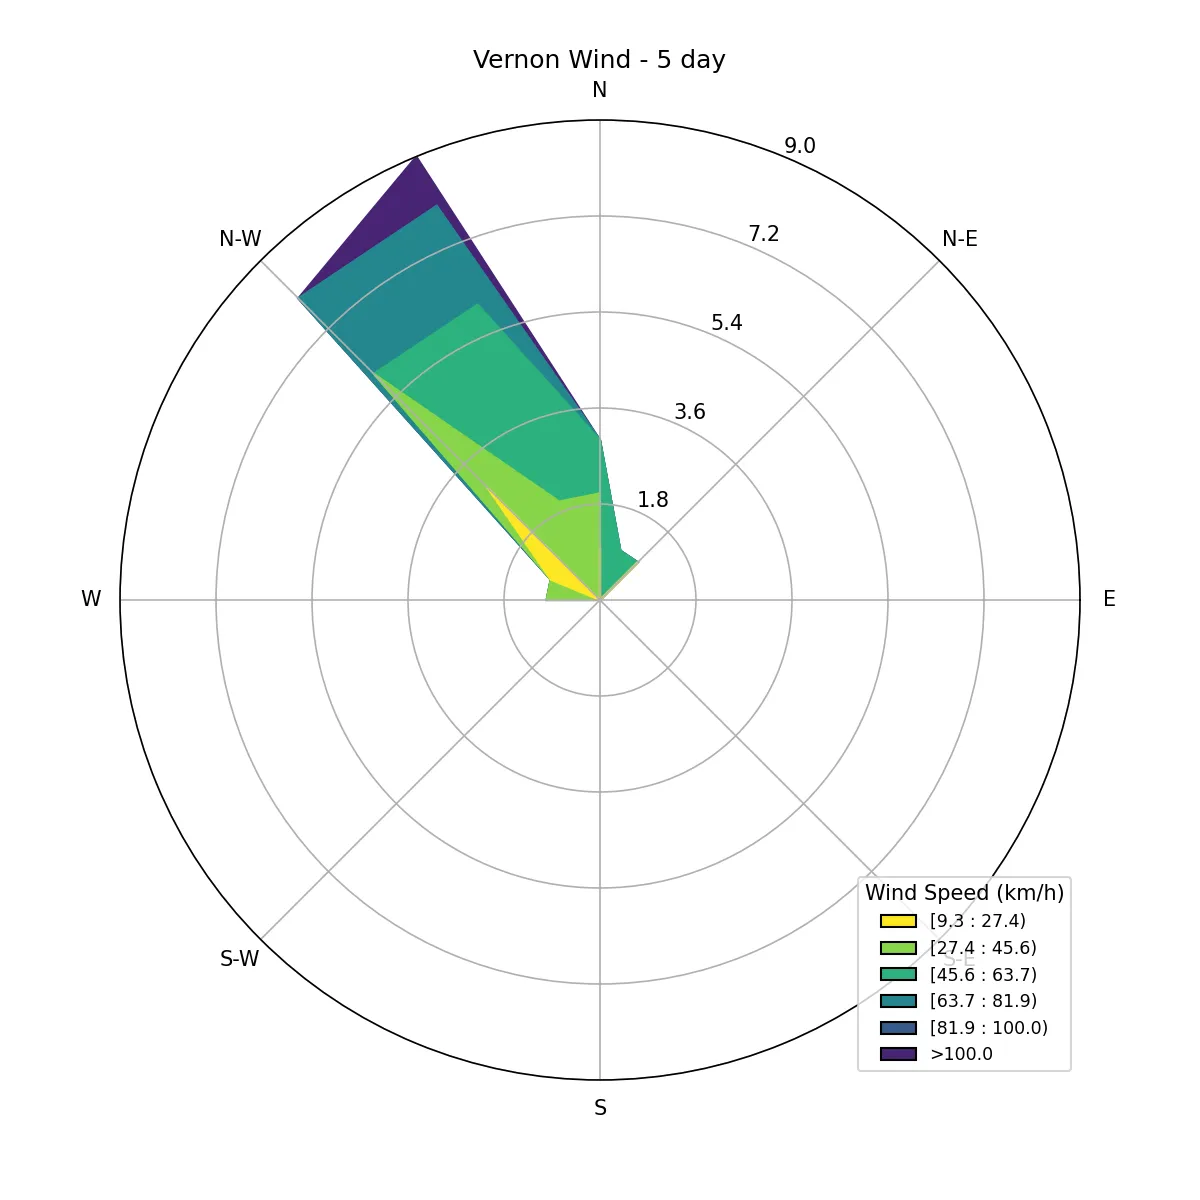 Vernon Wind - 5 day
N
9.0
7.2
N-W
N-E
5.4
3.6
1.8
W
E
Wind Speed (km/h)
[9.3 : 27.4)
[27.4 : 45.6)
S-W
S-E
[45.6 : 63.7)
[63.7 : 81.9)
[81.9 : 100.0)
>100.0
S